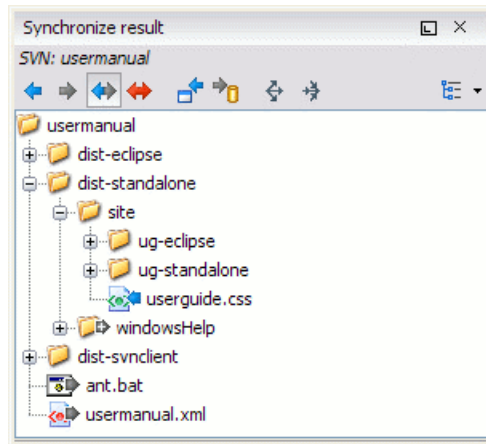 Synchronize result
SVN: usermanual
usermanual
dist-eclipse
dist-standalone
site
ug-eclipse
ug-standalone
userguide.css
windowsHelp
dist-svnclient
ant.bat
usermanual.xml